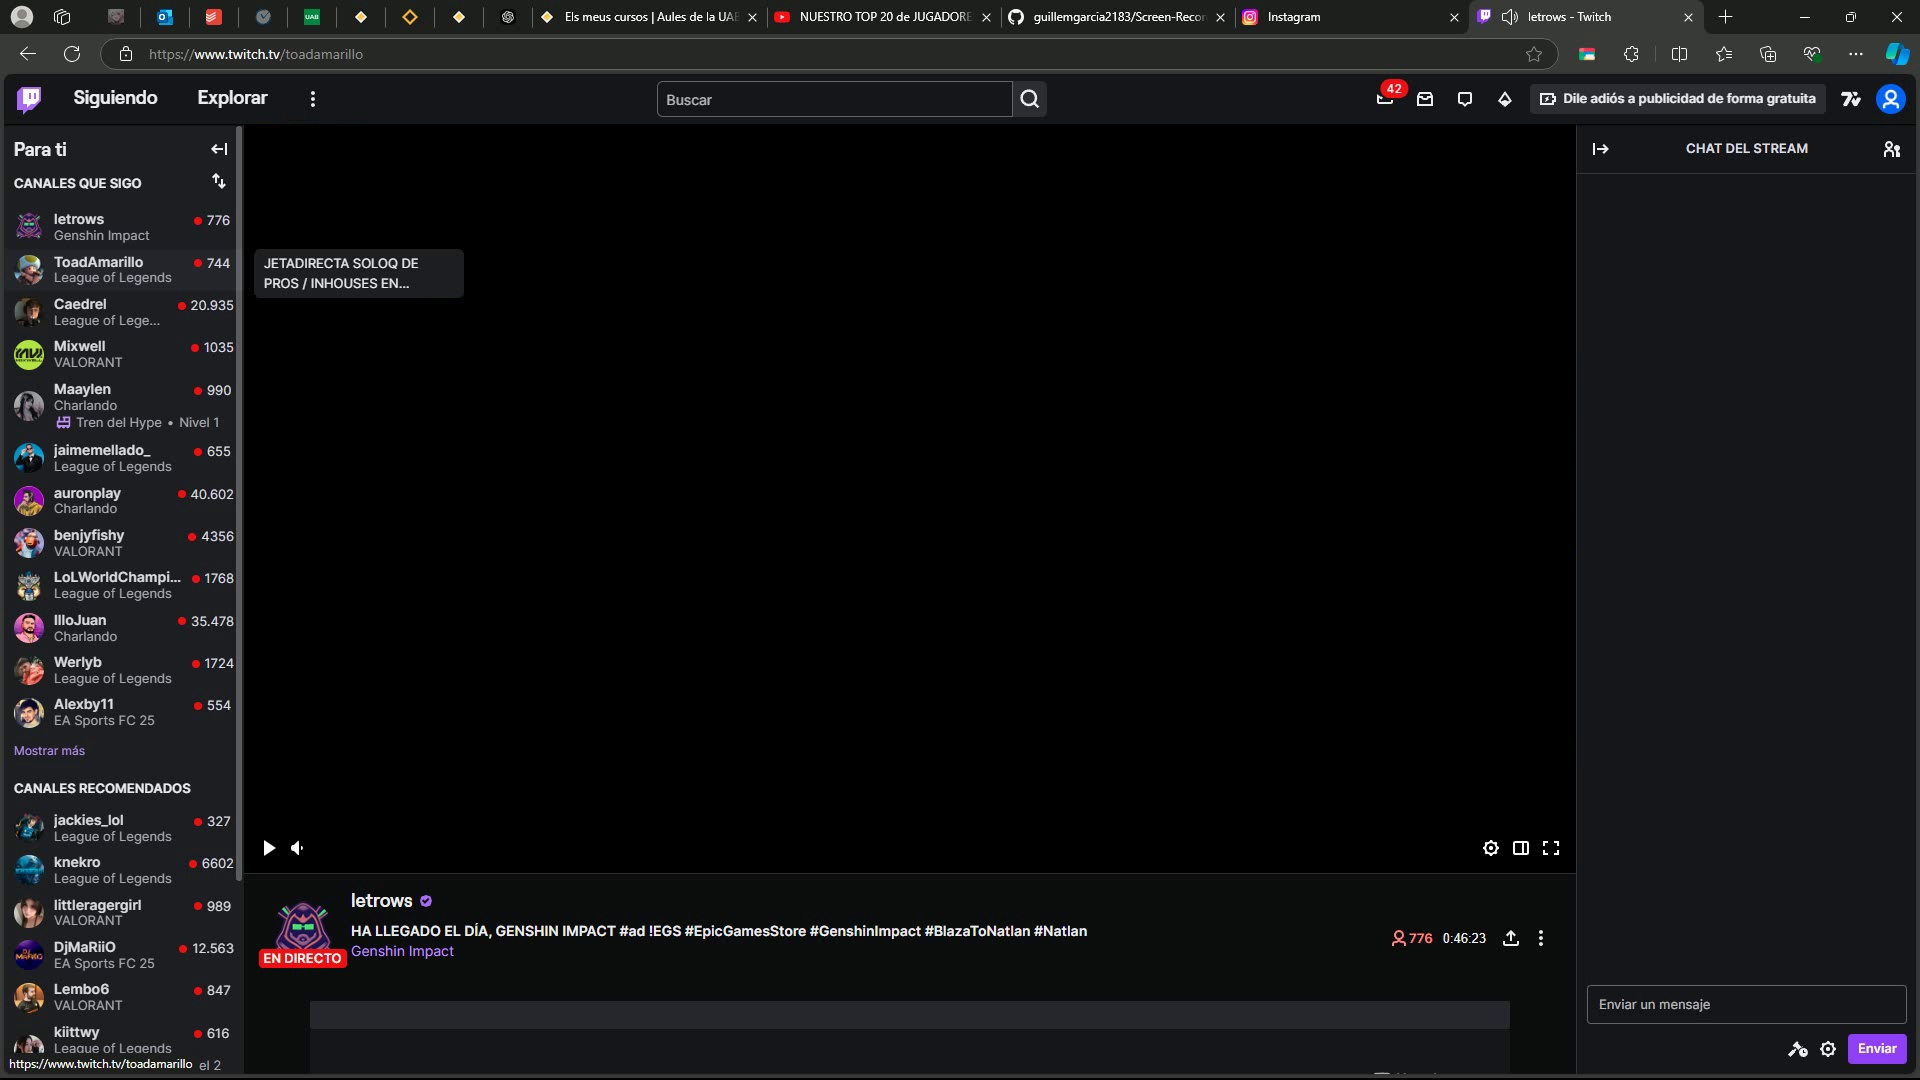 Els meus cursos | Aules de la UAB
NUESTRO TOP 20 de JUGADORE
guillemgarcia2183/Screen-Recor
Instagram
letrows - Twitch
https://www.twitch.tv/toadamarillo
Siguiendo
Explorar
Buscar
42
Dile adiós a publicidad de forma gratuita
Para ti
CANALES QUE SIGO
letrows 776
Genshin Impact
ToadAmarillo 744
League of Legends
Caedrel 20.935
League of Lege...
Mixwell 1035
VALORANT
Maaylen 990
Charlando
Tren del Hype • Nivel 1
jaimemellado_ 655
League of Legends
auronplay 40.602
Charlando
benjyfishy 4356
VALORANT
LoLWorldChampi... 1768
League of Legends
IlloJuan 35.478
Charlando
Werlyb 1724
League of Legends
Alexby11 554
EA Sports FC 25
Mostrar más
CANALES RECOMENDADOS
jackies_lol 327
League of Legends
knekro 6602
League of Legends
littleragergirl 989
VALORANT
DjMaRiiO 12.563
EA Sports FC 25
Lembo6 847
VALORANT
kiittwy 616
League of Legends
https://www.twitch.tv/toadamarillo el 2
JETADIRECTA SOLOQ DE
PROS / INHOUSES EN...
letrows
HA LLEGADO EL DÍA, GENSHIN IMPACT #ad !EGS #EpicGamesStore #GenshinImpact #BlazaToNatlan #Natlan
EN DIRECTO
Genshin Impact
776 0:46:23
CHAT DEL STREAM
Enviar un mensaje
Enviar